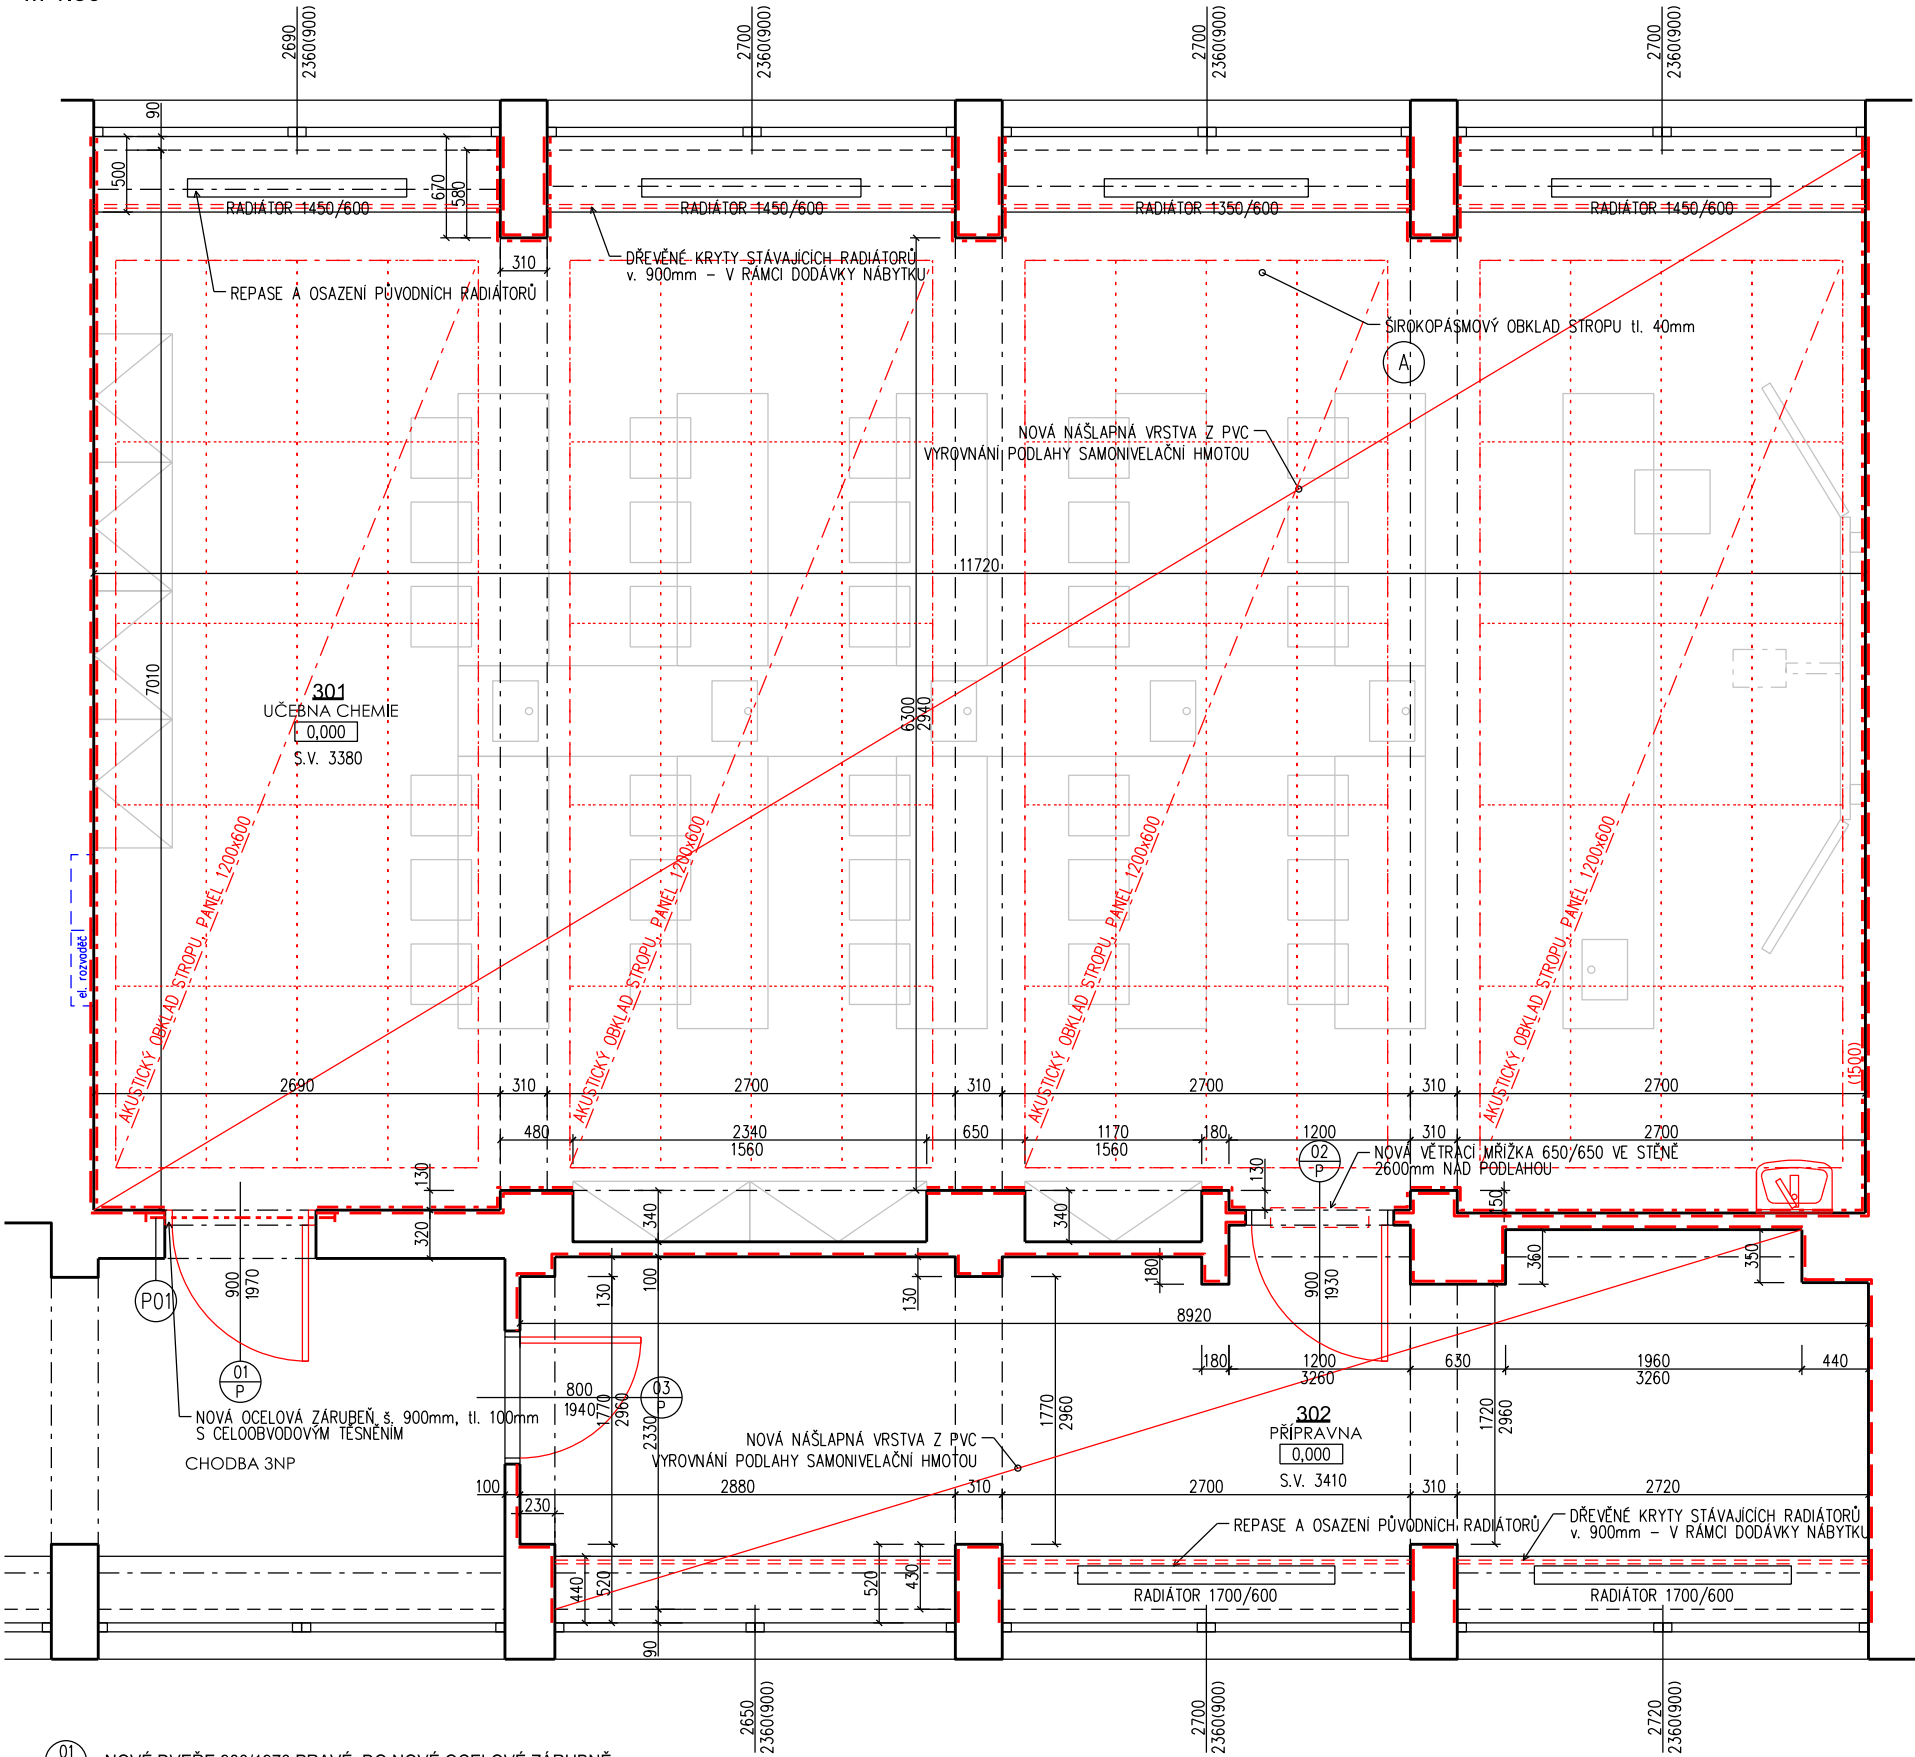 2690
2360(900)
2700
2360(900)
2700
2360(900)
2700
2360(900)
90
500
670
580
RADIÁTOR 1450/600
RADIÁTOR 1450/600
RADIÁTOR 1350/600
RADIÁTOR 1450/600
310
DŘEVĚNÉ KRYTY STÁVAJÍCÍCH RADIÁTORŮ
v. 900mm – V RÁMCI DODÁVKY NÁBYTKU
REPASE A OSAZENÍ PŮVODNÍCH RADIÁTORŮ
ŠIROKOPÁSMOVÝ OBKLAD STROPU tl. 40mm
A
NOVÁ NÁŠLAPNÁ VRSTVA Z PVC
VYROVNÁNÍ PODLAHY SAMONIVELAČNÍ HMOTOU
11720
7010
6300
2940
301
UČEBNA CHEMIE
0,000
S.V. 3380
AKUSTICKÝ OBKLAD STROPU, PANEL 1200x600
AKUSTICKÝ OBKLAD STROPU, PANEL 1200x600
AKUSTICKÝ OBKLAD STROPU, PANEL 1200x600
AKUSTICKÝ OBKLAD STROPU, PANEL 1200x600
el. rozvaděč
(1500)
2690
310
2700
310
2700
310
2700
480
2340
1560
650
1170
1560
180
1200
310
2700
02
P
NOVÁ VĚTRACÍ MŘÍŽKA 650/650 VE STĚNĚ
2600mm NAD PODLAHOU
130
320
340
340
130
150
100
130
130
180
360
350
P01
900
1970
01
P
900
1930
8920
180
1200
3260
630
1960
3260
440
800
1940
03
P
1770
2960
2330
1770
2960
1720
2960
NOVÁ OCELOVÁ ZÁRUBEŇ š. 900mm, tl. 100mm
S CELOOBVODOVÝM TĚSNĚNÍM
CHODBA 3NP
NOVÁ NÁŠLAPNÁ VRSTVA Z PVC
VYROVNÁNÍ PODLAHY SAMONIVELAČNÍ HMOTOU
302
PŘÍPRAVNA
0,000
S.V. 3410
100
230
2880
310
2700
310
2720
REPASE A OSAZENÍ PŮVODNÍCH RADIÁTORŮ
DŘEVĚNÉ KRYTY STÁVAJÍCÍCH RADIÁTORŮ
v. 900mm – V RÁMCI DODÁVKY NÁBYTKU
440
520
520
430
90
RADIÁTOR 1700/600
RADIÁTOR 1700/600
2650
2360(900)
2700
2360(900)
2720
2360(900)
01